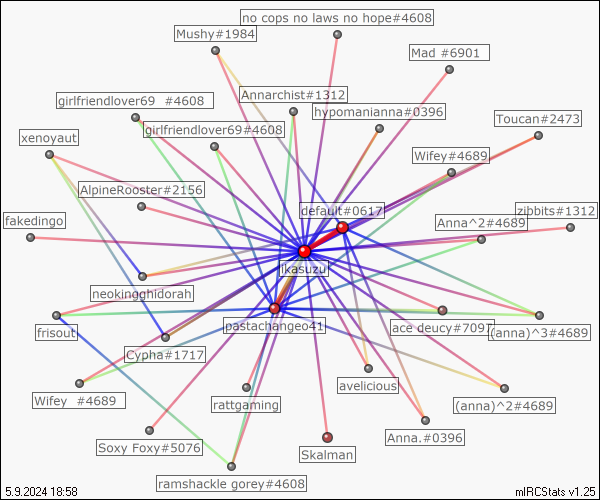 no cops no laws no hope#4608
Mushy#1984
Mad #6901
Annarchist#1312
girlfriendlover69 #4608
hypomanianna#0396
Toucan#2473
girlfriendlover69#4608
xenoyaut
Wifey#4689
AlpineRooster#2156
default#0617
zibbits#1312
fakedingo
Anna^2#4689
Ikasuzu
neokingghidorah
pastachangeo41
ace deucy#7097
(anna)^3#4689
frisout
Cypha#1717
avelicious
Wifey #4689
rattgaming
(anna)^2#4689
Anna.#0396
Soxy Foxy#5076
Skalman
ramshackle gorey#4608
5.9.2024 18:58
mIRCStats v1.25